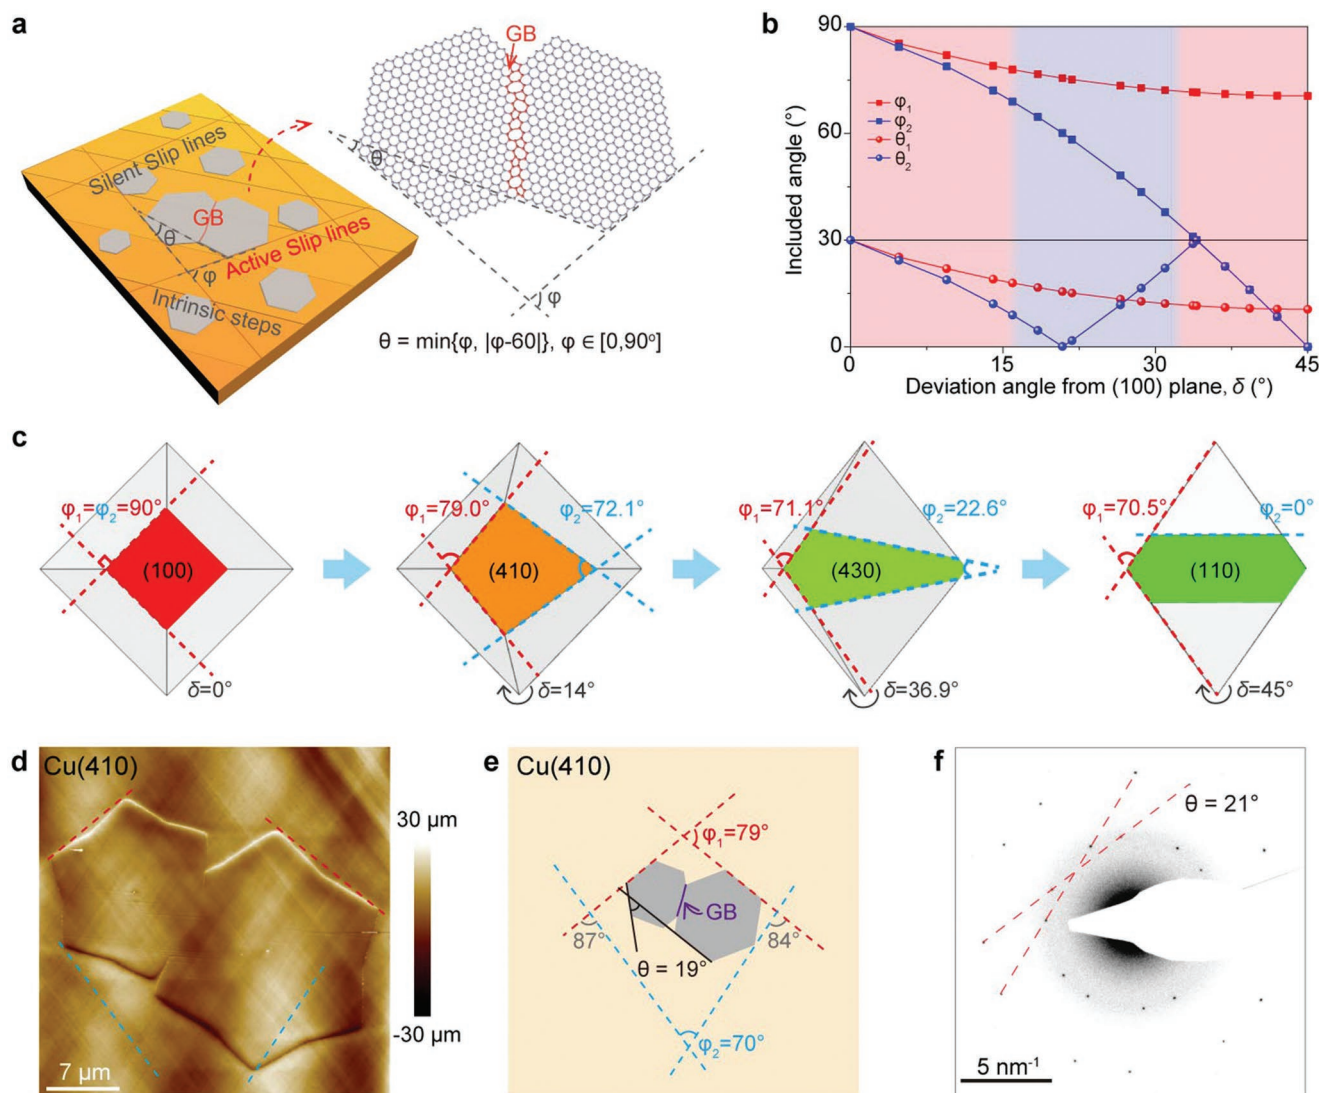 a
GB
Silent Slip lines
GB
θ
φ
Active Slip lines
Intrinsic steps
θ
φ
θ = min{φ, |φ-60|}, φ ∈ [0,90°]
b
90
60
30
0
Included angle (°)
φ₁
φ₂
θ₁
θ₂
0
15
30
45
Deviation angle from (100) plane, δ (°)
c
φ₁=φ₂=90°
(100)
δ=0°
φ₁=79.0°
φ₂=72.1°
(410)
δ=14°
φ₁=71.1°
φ₂=22.6°
(430)
δ=36.9°
φ₁=70.5°
φ₂=0°
(110)
δ=45°
d
Cu(410)
30 μm
-30 μm
7 μm
e
Cu(410)
φ₁=79°
GB
87°
84°
θ = 19°
φ₂=70°
f
θ = 21°
5 nm⁻¹